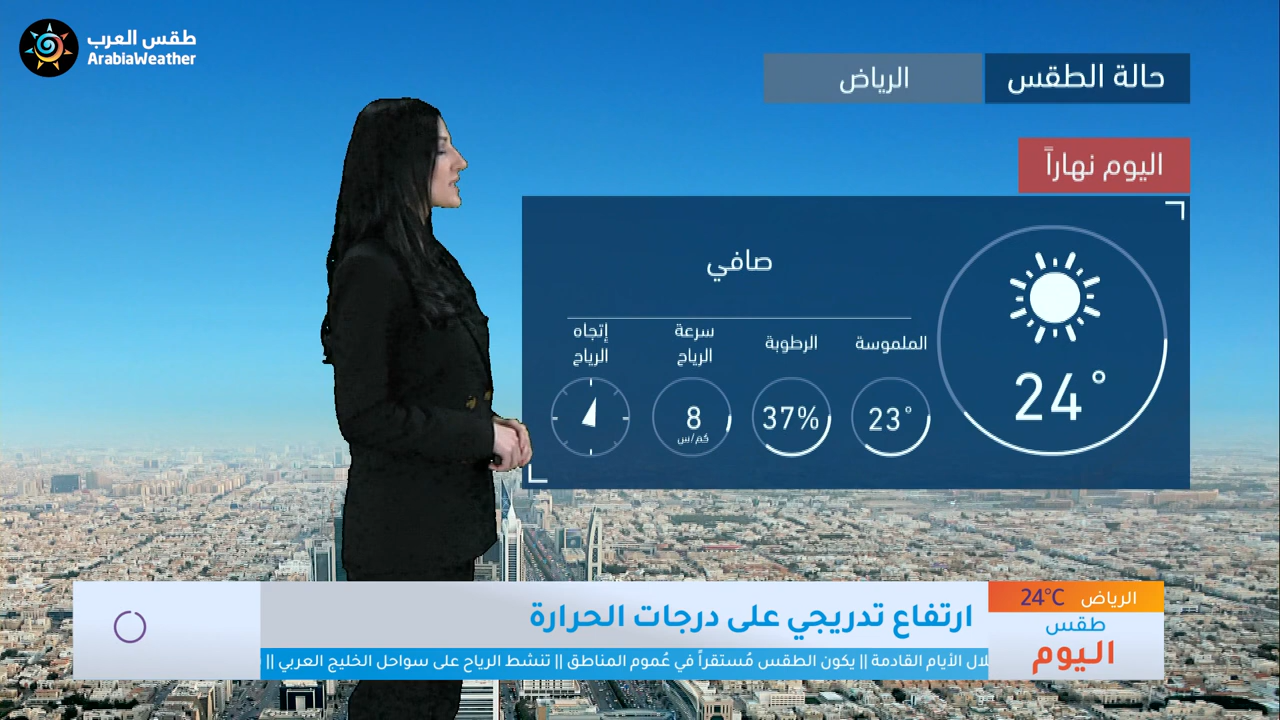 طقس العرب
ArabiaWeather
حالة الطقس
الرياض
اليوم نهاراً
صافي
24°
الملموسة
23°
الرطوبة
37%
سرعة
الرياح
8
كم/س
إتجاه
الرياح
الرياض 24°C
طقس
اليوم
ارتفاع تدريجي على درجات الحرارة
الأيام القادمة || يكون الطقس مُستقراً في عُموم المناطق || تنشط الرياح على سواحل الخليج العربي ||